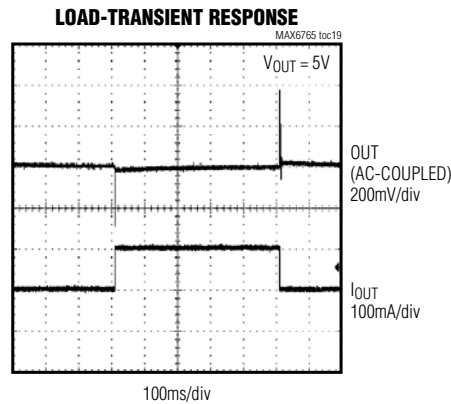 LOAD-TRANSIENT RESPONSE
MAX6765 toc19
VOUT = 5V
OUT
(AC-COUPLED)
200mV/div
IOUT
100mA/div
100ms/div